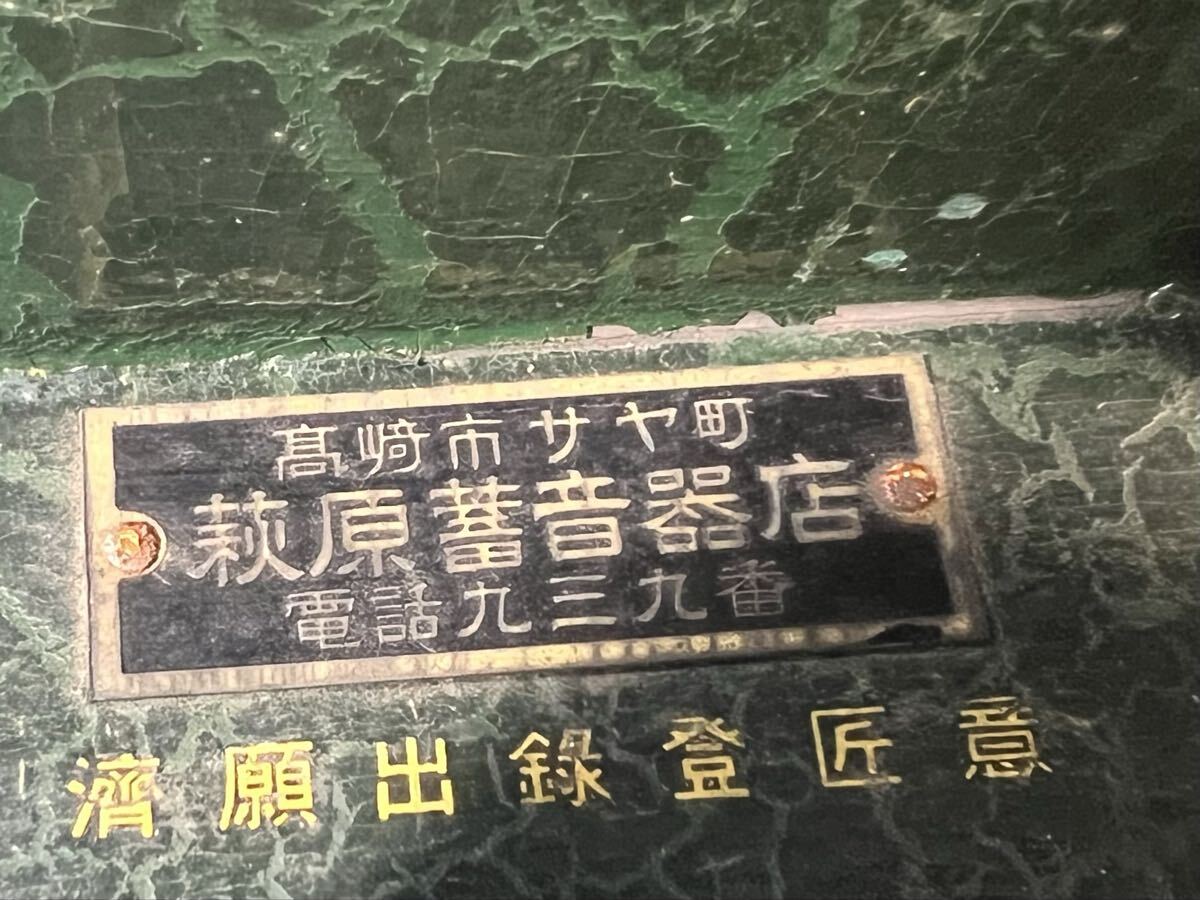 髙崎市サヤ町
萩原蓄音器店
電話九三九番
濟願出錄登匠意